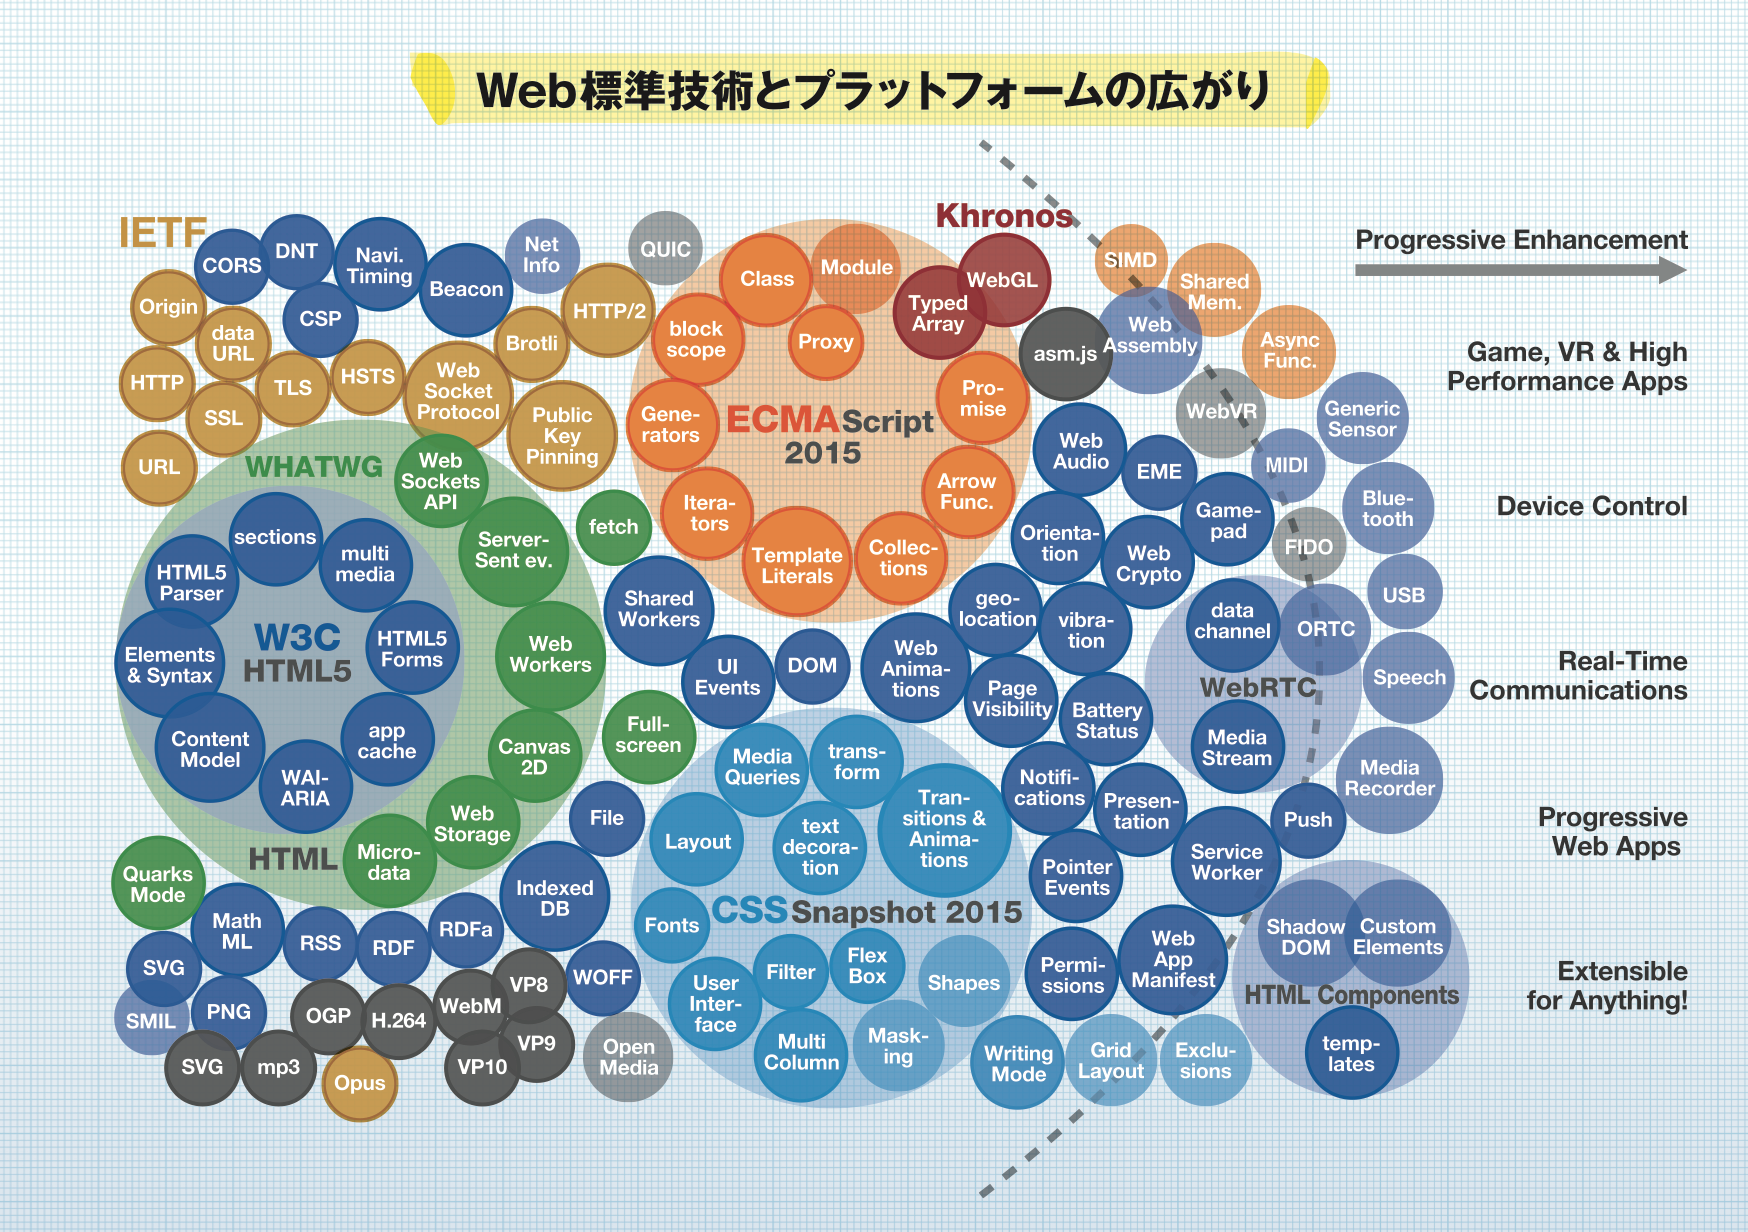 Web標準技術とプラットフォームの広がり
IETF
CORS
DNT
Navi.
Timing
Beacon
Net
Info
QUIC
Origin
data
URL
CSP
HTTP/2
Brotli
HTTP
SSL
TLS
HSTS
Web
Socket
Protocol
Public
Key
Pinning
URL
WHATWG
Web
Sockets
API
Server-
Sent ev.
fetch
sections
multi
media
HTML5
Parser
W3C
HTML5
HTML5
Forms
Elements
& Syntax
Content
Model
WAI-
ARIA
app
cache
Web
Workers
Canvas
2D
Web
Storage
Micro-
data
HTML
Quarks
Mode
Shared
Workers
UI
Events
DOM
Full-
screen
File
Indexed
DB
Math
ML
RSS
RDF
RDFa
SVG
SMIL
PNG
OGP
H.264
WebM
VP8
VP9
VP10
WOFF
SVG
mp3
Opus
Open
Media
Class
Module
block
scope
Proxy
Gene-
rators
ECMAScript
2015
Itera-
tors
Template
Literals
Collec-
tions
Arrow
Func.
Pro-
mise
Khronos
Typed
Array
WebGL
asm.js
SIMD
Shared
Mem.
Web
Assembly
Async
Func.
WebVR
Web
Audio
EME
MIDI
Generic
Sensor
Game-
pad
Blue-
tooth
Orienta-
tion
Web
Crypto
FIDO
geo-
location
vibra-
tion
data
channel
ORTC
USB
Web
Anima-
tions
Page
Visibility
Battery
Status
WebRTC
Speech
Media
Stream
Media
Recorder
Notifi-
cations
Presen-
tation
Push
Pointer
Events
Service
Worker
Media
Queries
trans-
form
Layout
text
decora-
tion
Tran-
sitions &
Anima-
tions
Fonts
CSS Snapshot 2015
User
Inter-
face
Filter
Flex
Box
Shapes
Multi
Column
Mask-
ing
Permi-
ssions
Web
App
Manifest
Shadow
DOM
Custom
Elements
HTML Components
temp-
lates
Writing
Mode
Grid
Layout
Exclu-
sions
Progressive Enhancement
Game, VR & High
Performance Apps
Device Control
Real-Time
Communications
Progressive
Web Apps
Extensible
for Anything!